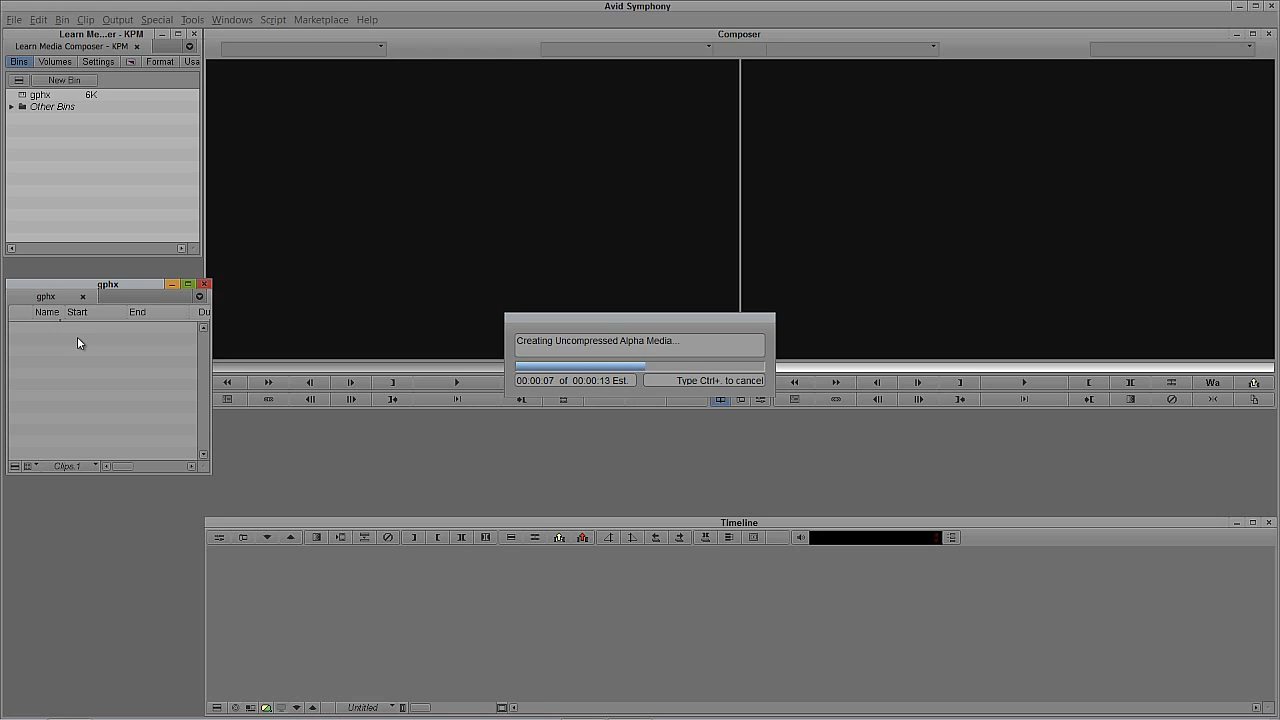 Avid Symphony
File Edit Bin Clip Output Special Tools Windows Script Marketplace Help
Learn Me...er - KPM
Composer
Learn Media Composer - KPM
Bins Volumes Settings Format Usa
New Bin
gphx 6K
Other Bins
gphx
gphx
Name Start End Du
Creating Uncompressed Alpha Media...
00:00:07 of 00:00:13 Est. Type Ctrl+. to cancel
Wa
Clips.1
Timeline
Untitled